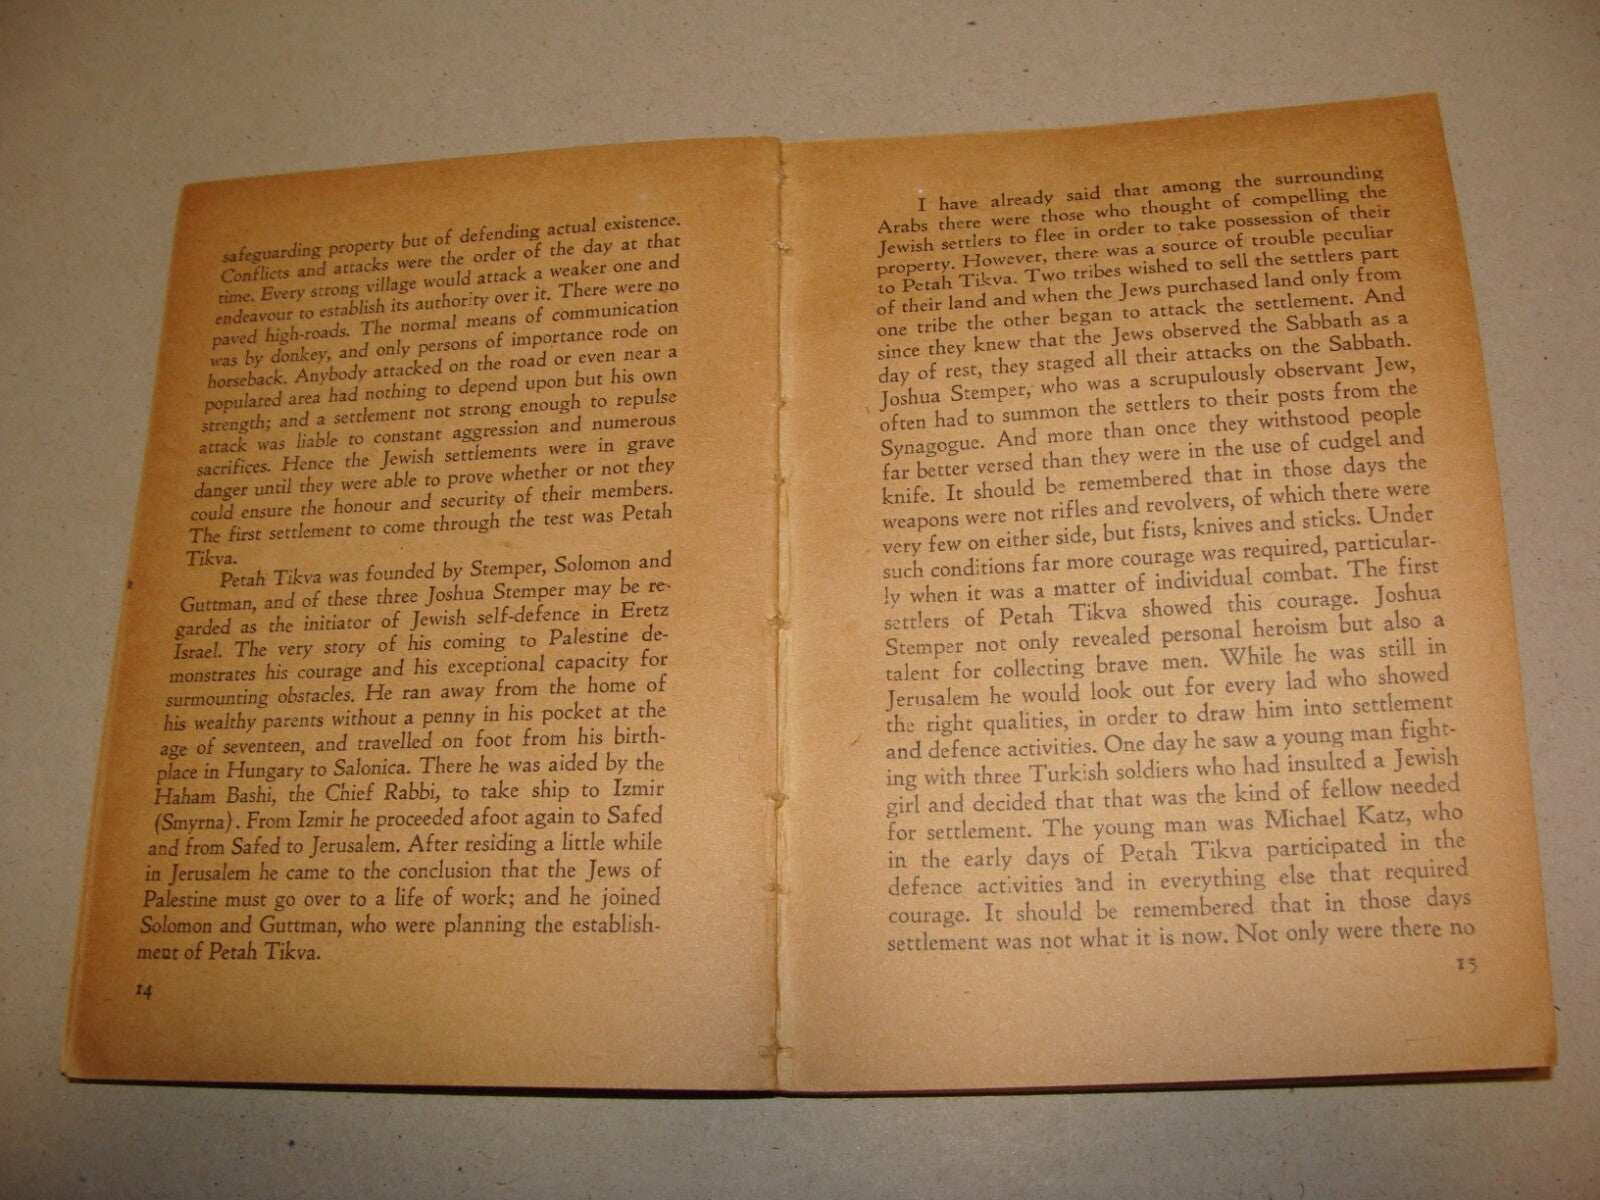 safeguarding property but of defending actual existence.
Conflicts and attacks were the order of the day at that
time. Every strong village would attack a weaker one and
endeavour to establish its authority over it. There were no
paved high-roads. The normal means of communication
was by donkey, and only persons of importance rode on
horseback. Anybody attacked on the road or even near a
populated area had nothing to depend upon but his own
strength; and a settlement not strong enough to repulse
attack was liable to constant aggression and numerous
sacrifices. Hence the Jewish settlements were in grave
danger until they were able to prove whether or not they
could ensure the honour and security of their members.
The first settlement to come through the test was Petah
Tikva.
Petah Tikva was founded by Stemper, Solomon and
Guttman, and of these three Joshua Stemper may be re-
garded as the initiator of Jewish self-defence in Eretz
Israel. The very story of his coming to Palestine de-
monstrates his courage and his exceptional capacity for
surmounting obstacles. He ran away from the home of
his wealthy parents without a penny in his pocket at the
age of seventeen, and travelled on foot from his birth-
place in Hungary to Salonica. There he was aided by the
Haham Bashi, the Chief Rabbi, to take ship to Izmir
(Smyrna). From Izmir he proceeded afoot again to Safed
and from Safed to Jerusalem. After residing a little while
in Jerusalem he came to the conclusion that the Jews of
Palestine must go over to a life of work; and he joined
Solomon and Guttman, who were planning the establish-
ment of Petah Tikva.
14
I have already said that among the surrounding
Arabs there were those who thought of compelling the
Jewish settlers to flee in order to take possession of their
property. However, there was a source of trouble peculiar
to Petah Tikva. Two tribes wished to sell the settlers part
of their land and when the Jews purchased land only from
one tribe the other began to attack the settlement. And
since they knew that the Jews observed the Sabbath as a
day of rest, they staged all their attacks on the Sabbath.
Joshua Stemper, who was a scrupulously observant Jew,
often had to summon the settlers to their posts from the
Synagogue. And more than once they withstood people
far better versed than they were in the use of cudgel and
knife. It should be remembered that in those days the
weapons were not rifles and revolvers, of which there were
very few on either side, but fists, knives and sticks. Under
such conditions far more courage was required, particular-
ly when it was a matter of individual combat. The first
settlers of Petah Tikva showed this courage. Joshua
Stemper not only revealed personal heroism but also a
talent for collecting brave men. While he was still in
Jerusalem he would look out for every lad who showed
the right qualities, in order to draw him into settlement
and defence activities. One day he saw a young man fight-
ing with three Turkish soldiers who had insulted a Jewish
girl and decided that that was the kind of fellow needed
for settlement. The young man was Michael Katz, who
in the early days of Petah Tikva participated in the
defence activities and in everything else that required
courage. It should be remembered that in those days
settlement was not what it is now. Not only were there no
15